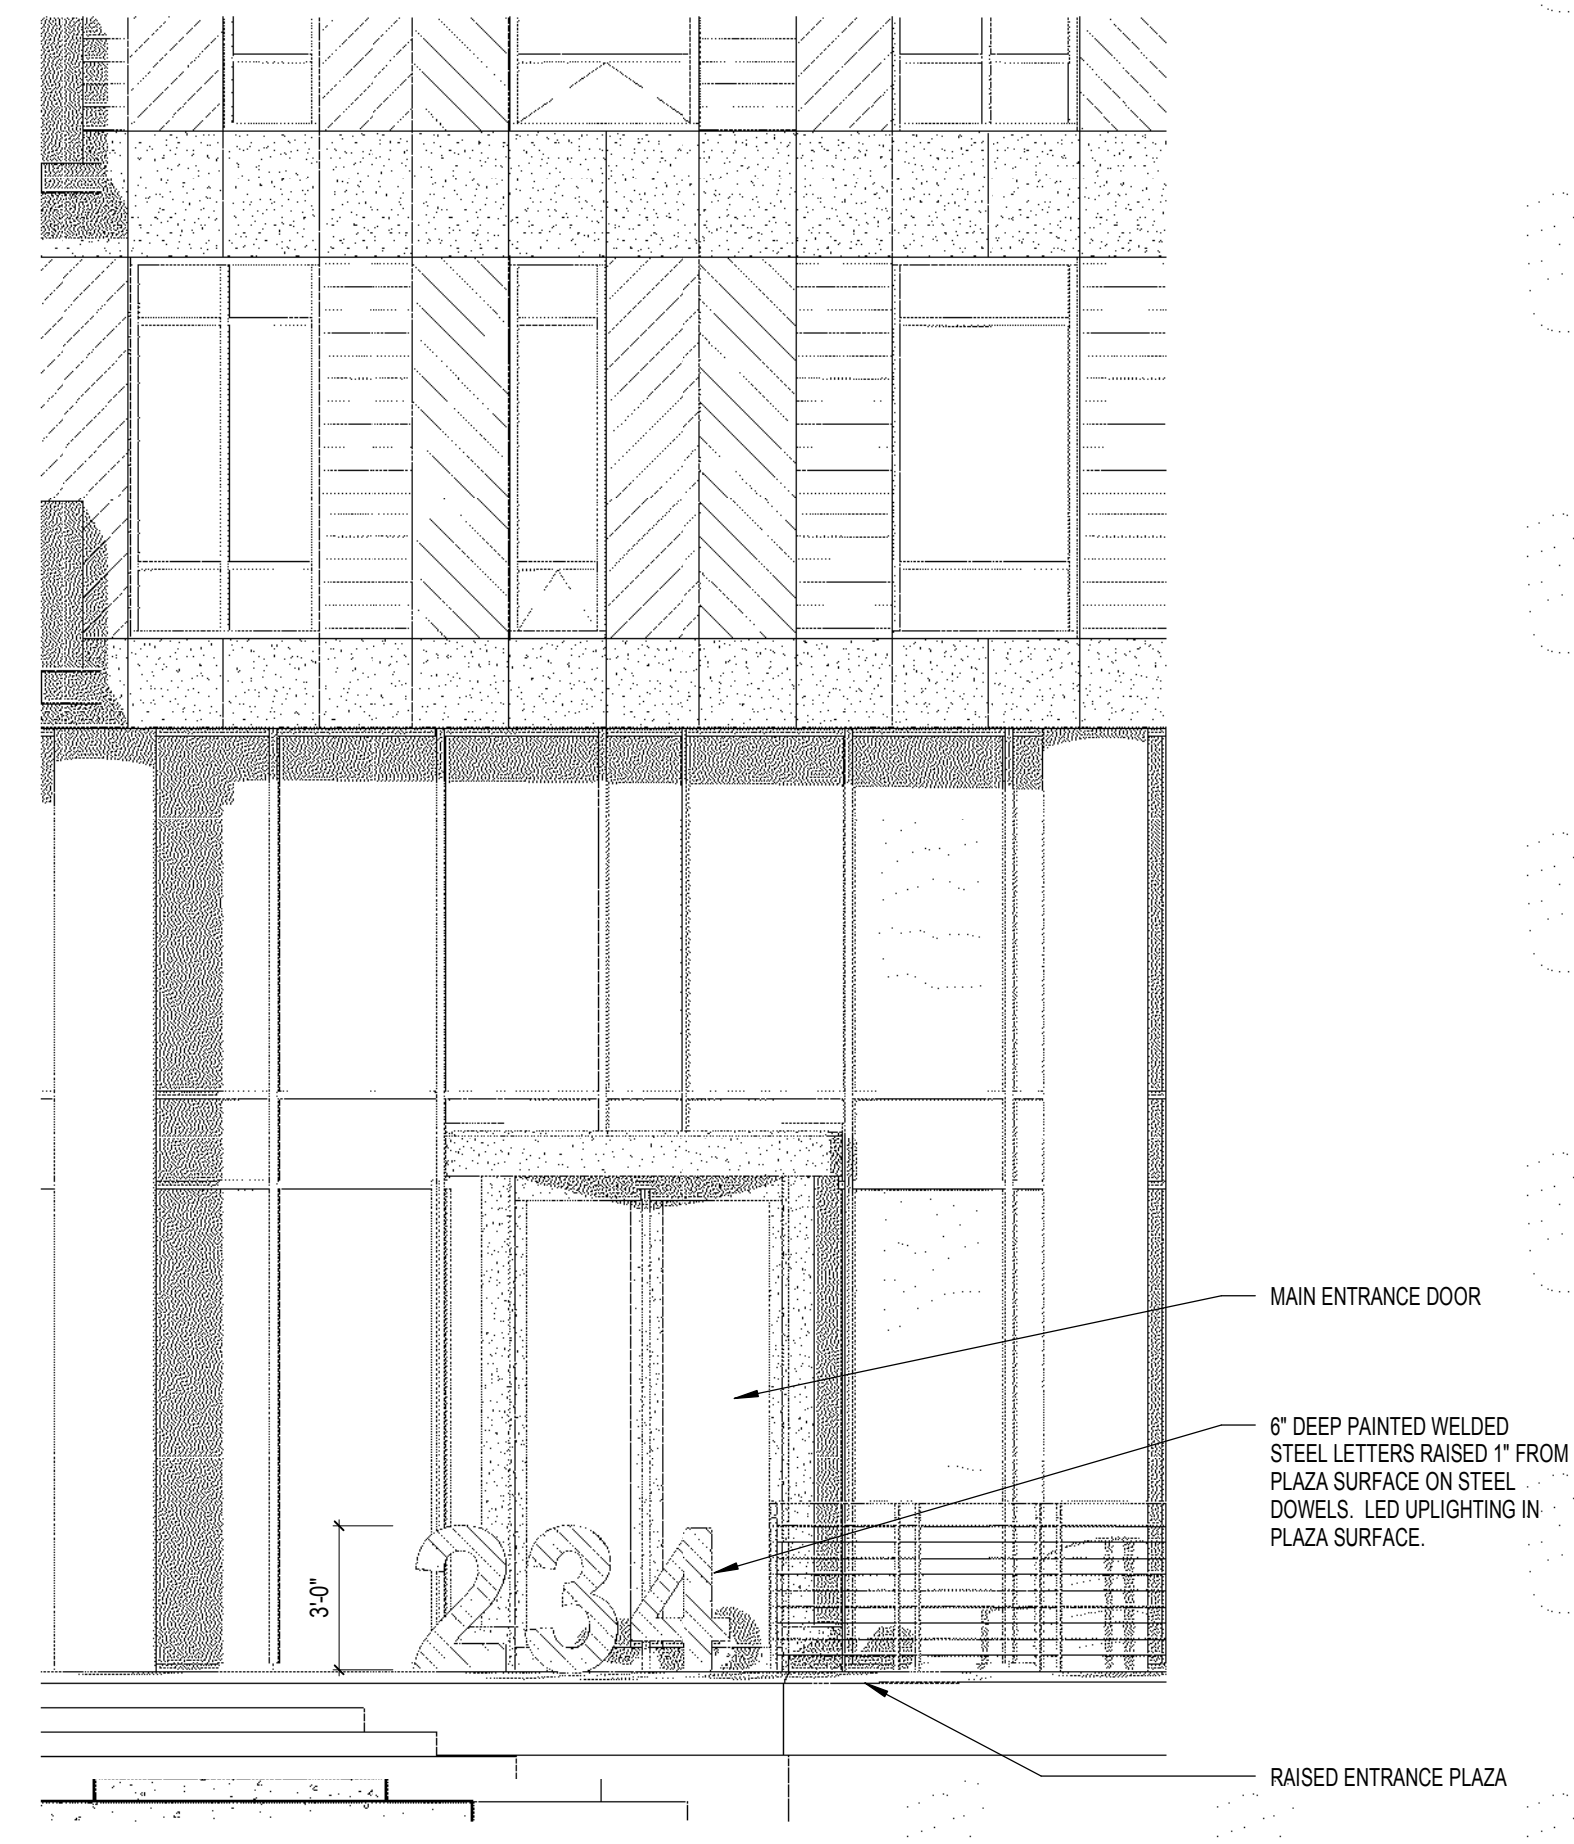 MAIN ENTRANCE DOOR
6" DEEP PAINTED WELDED
STEEL LETTERS RAISED 1" FROM
PLAZA SURFACE ON STEEL
DOWELS. LED UPLIGHTING IN
PLAZA SURFACE.
3'-0"
234
RAISED ENTRANCE PLAZA